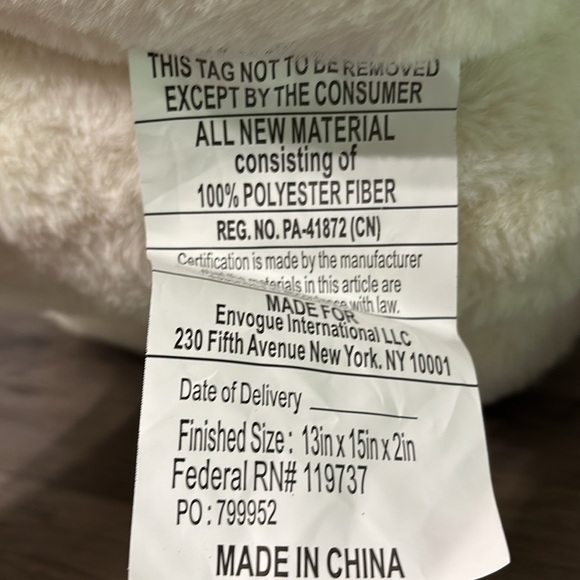 THIS TAG NOT TO BE REMOVED
EXCEPT BY THE CONSUMER
ALL NEW MATERIAL
consisting of
100% POLYESTER FIBER
REG. NO. PA-41872 (CN)
Certification is made by the manufacturer
materials in this article are
with law.
MADE FOR
Envogue International LLC
230 Fifth Avenue New York, NY 10001
Date of Delivery
Finished Size: 13in x 15in x 2in
Federal RN# 119737
PO: 799952
MADE IN CHINA